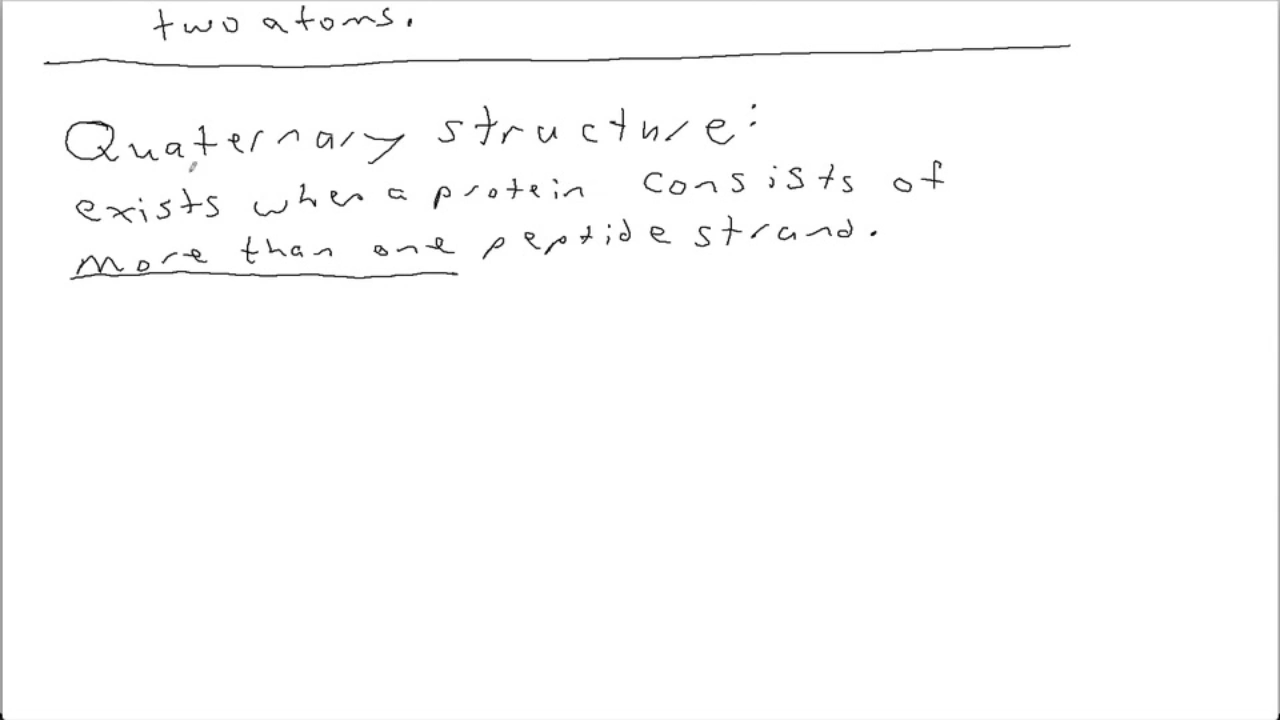 two atoms.
Quaternary structure:
exists when a protein consists of
more than one peptide strand.